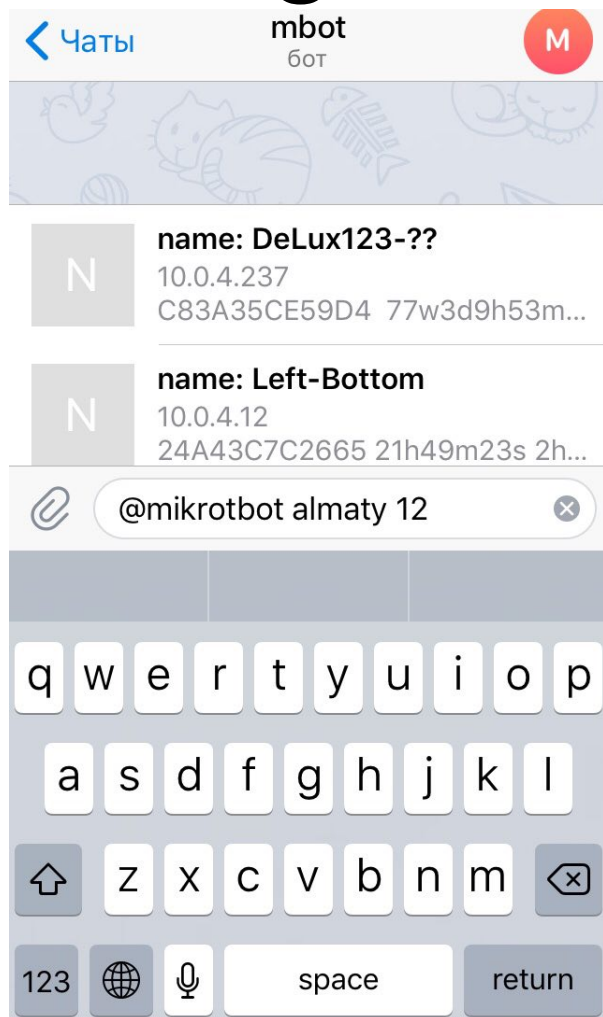 Чаты
mbot
бот
M
N
name: DeLux123-??
10.0.4.237
C83A35CE59D4 77w3d9h53m...
N
name: Left-Bottom
10.0.4.12
24A43C7C2665 21h49m23s 2h...
@mikrotbot almaty 12
q w e r t y u i o p
a s d f g h j k l
z x c v b n m
123 space return